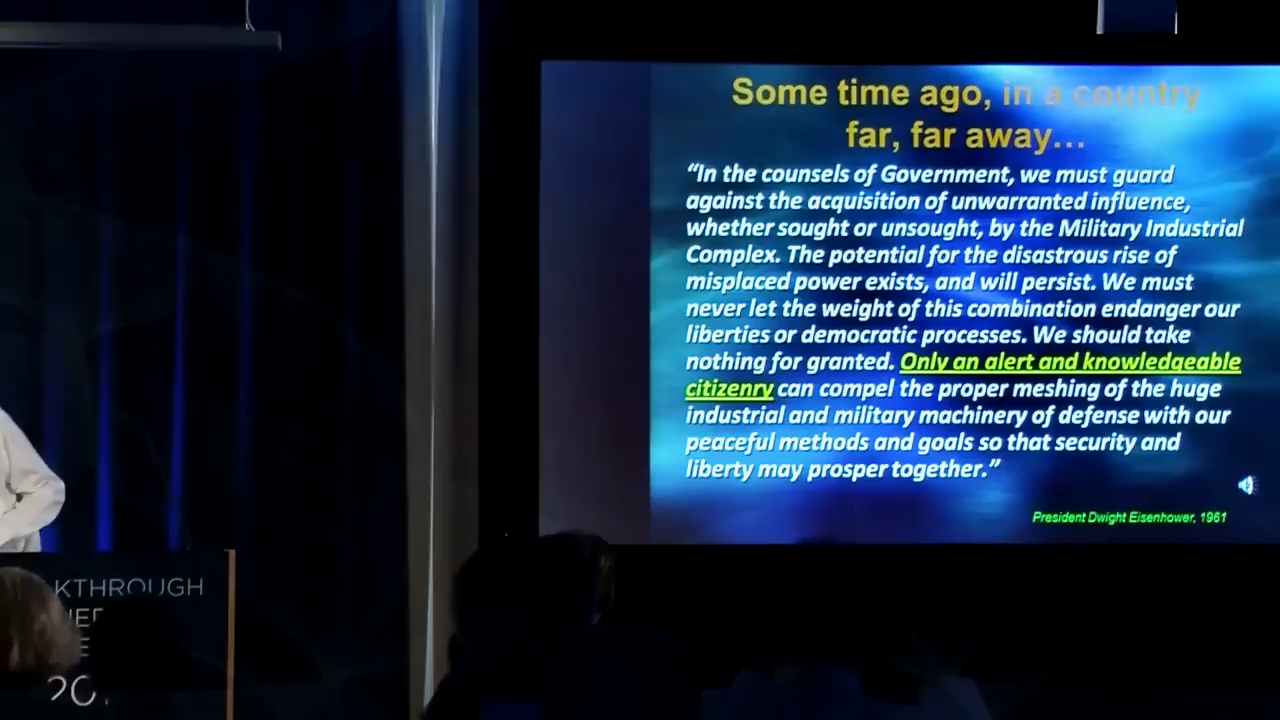 Some time ago, in a country
far, far away...
“In the counsels of Government, we must guard
against the acquisition of unwarranted influence,
whether sought or unsought, by the Military Industrial
Complex. The potential for the disastrous rise of
misplaced power exists, and will persist. We must
never let the weight of this combination endanger our
liberties or democratic processes. We should take
nothing for granted. Only an alert and knowledgeable
citizenry can compel the proper meshing of the huge
industrial and military machinery of defense with our
peaceful methods and goals so that security and
liberty may prosper together.”
President Dwight Eisenhower, 1961
KTHROUGH